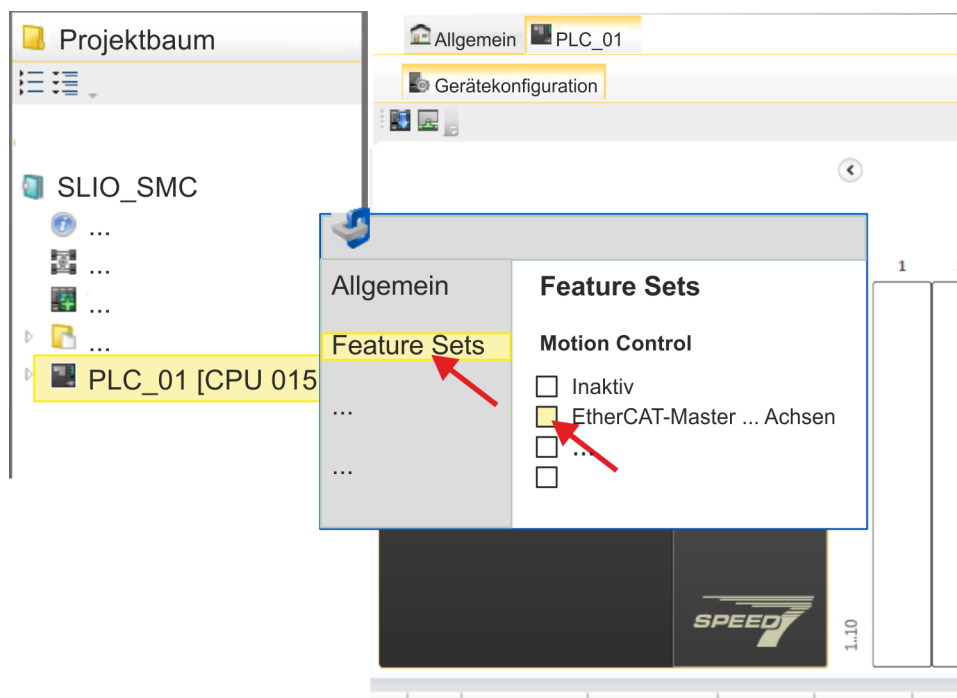 Projektbaum
SLIO_SMC
...
...
...
...
PLC_01 [CPU 015
Allgemein
PLC_01
Gerätekonfiguration
Allgemein
Feature Sets
...
...
Feature Sets
Motion Control
Inaktiv
EtherCAT-Master ... Achsen
...
1
SPEED7
1..10